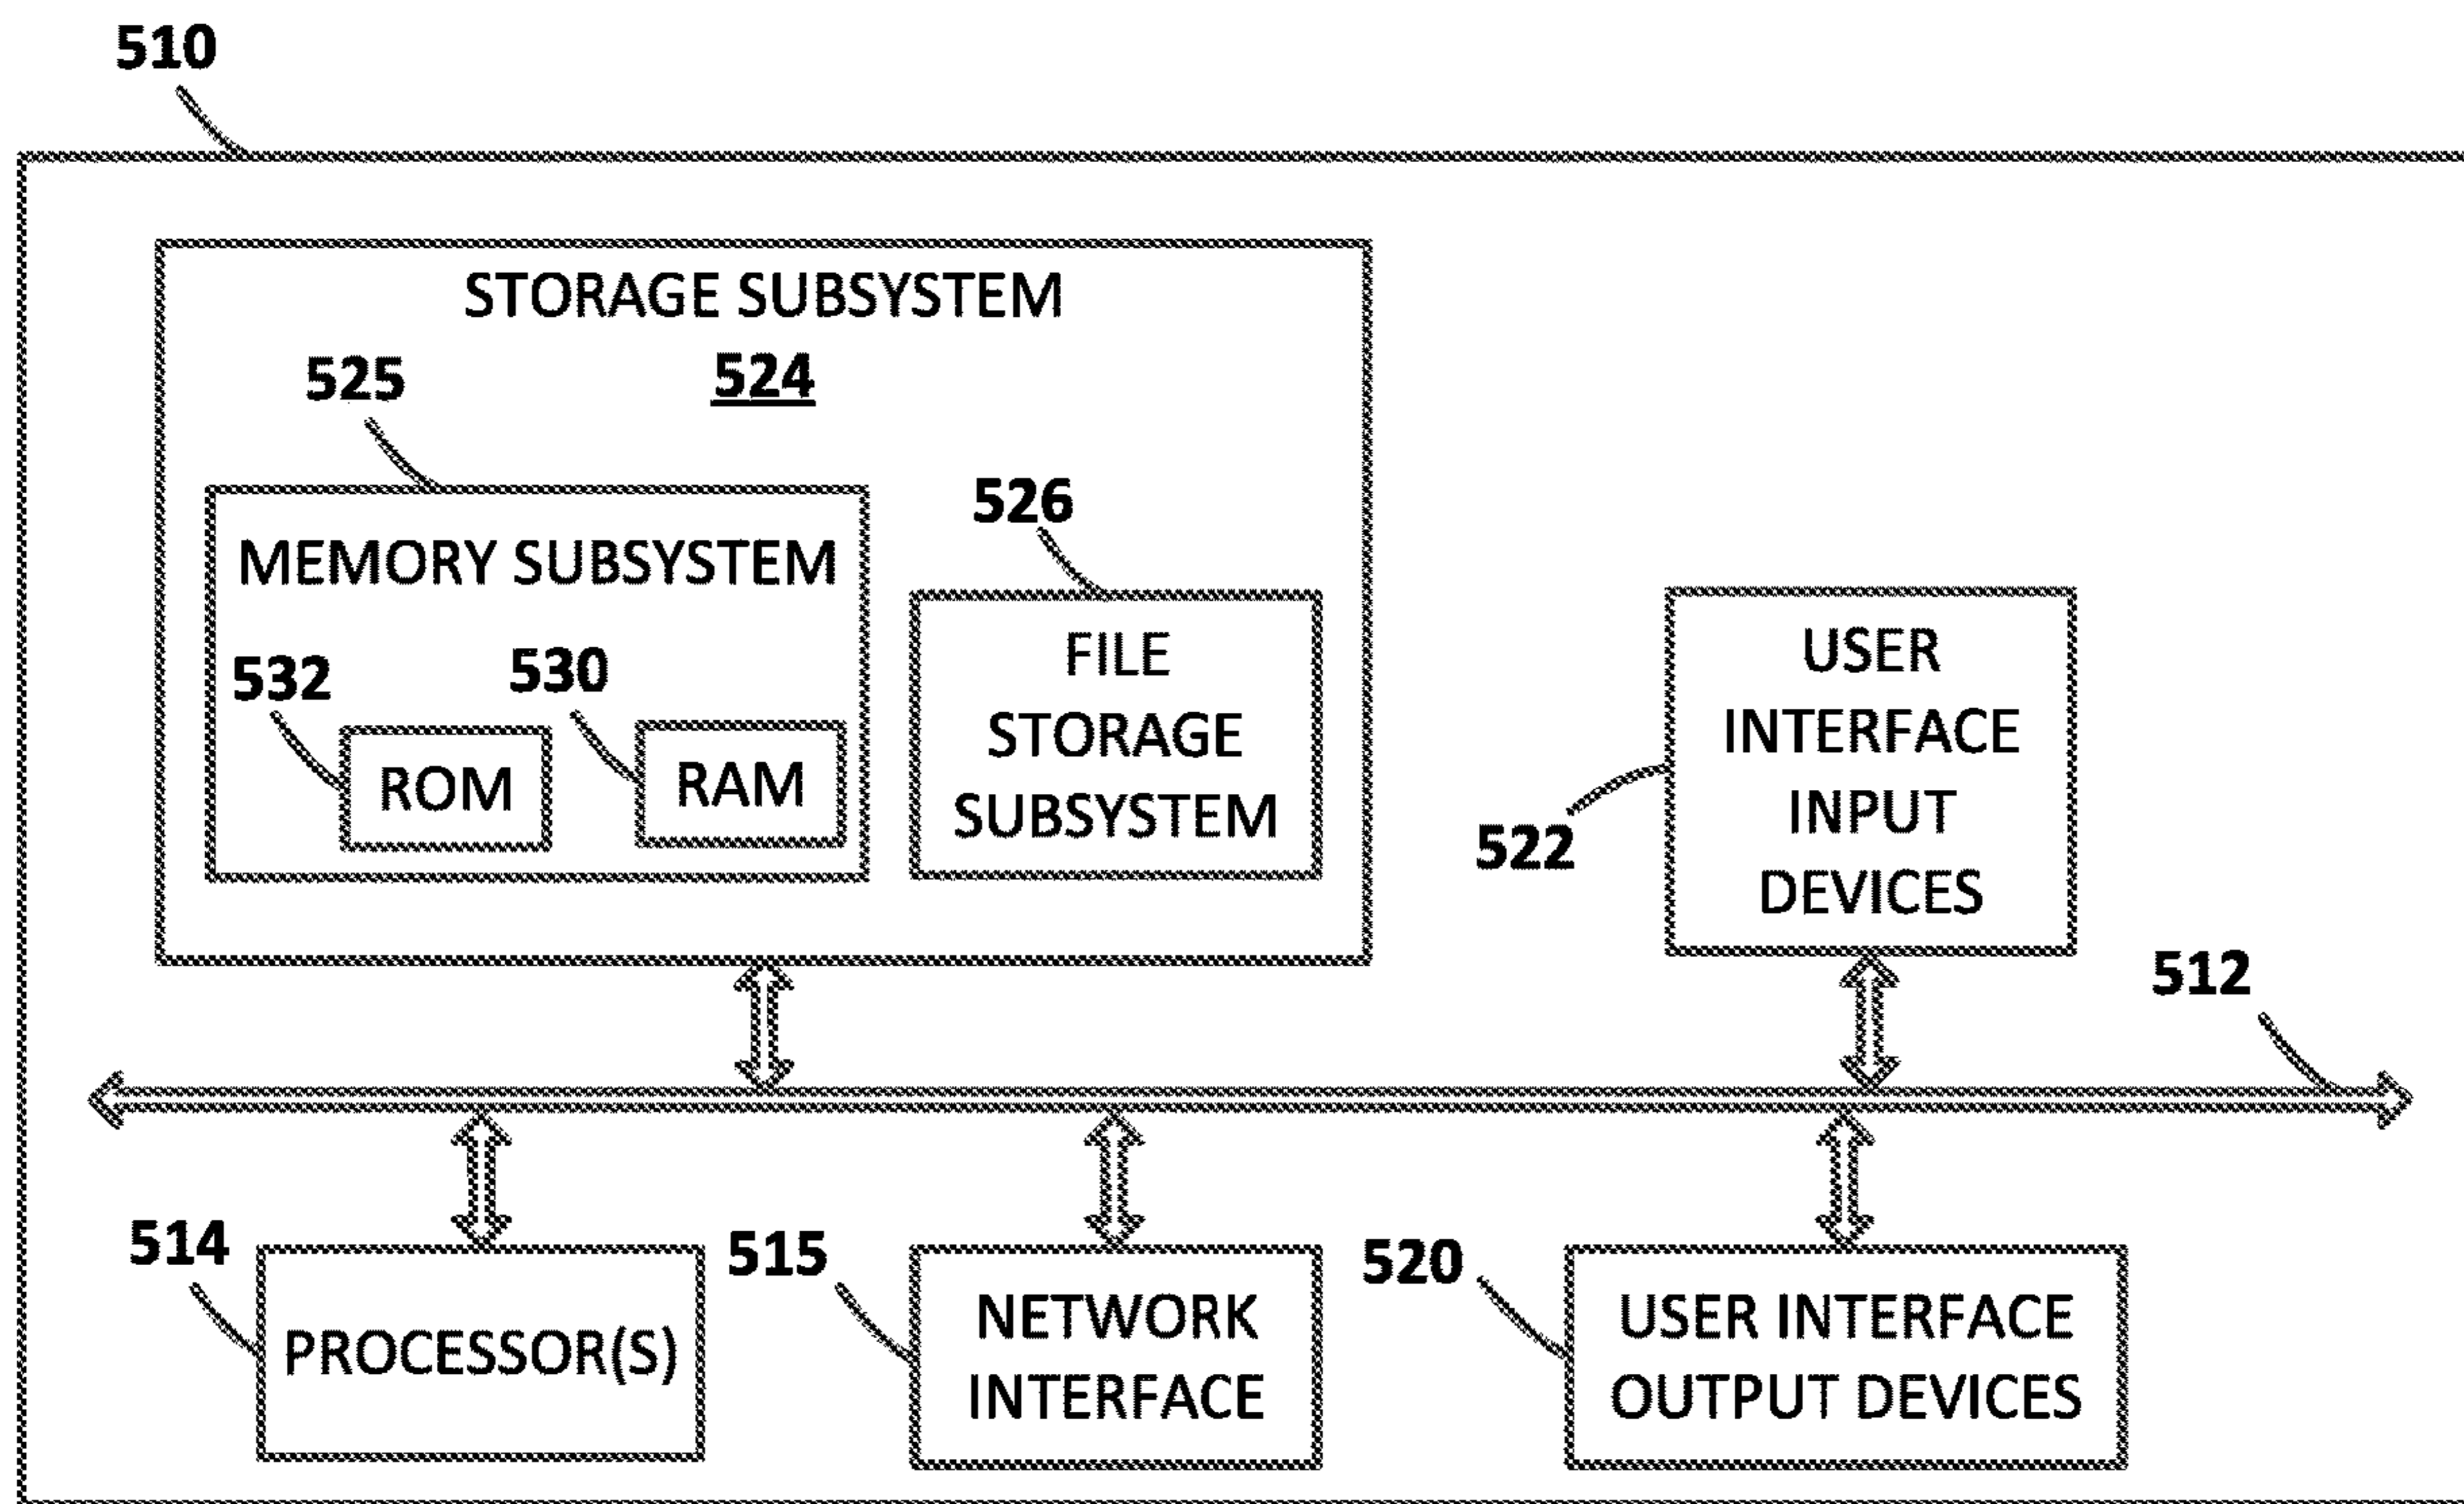 510
STORAGE SUBSYSTEM
524
525
MEMORY SUBSYSTEM
532
ROM
530
RAM
526
FILE
STORAGE
SUBSYSTEM
522
USER
INTERFACE
INPUT
DEVICES
512
514
PROCESSOR(S)
515
NETWORK
INTERFACE
520
USER INTERFACE
OUTPUT DEVICES